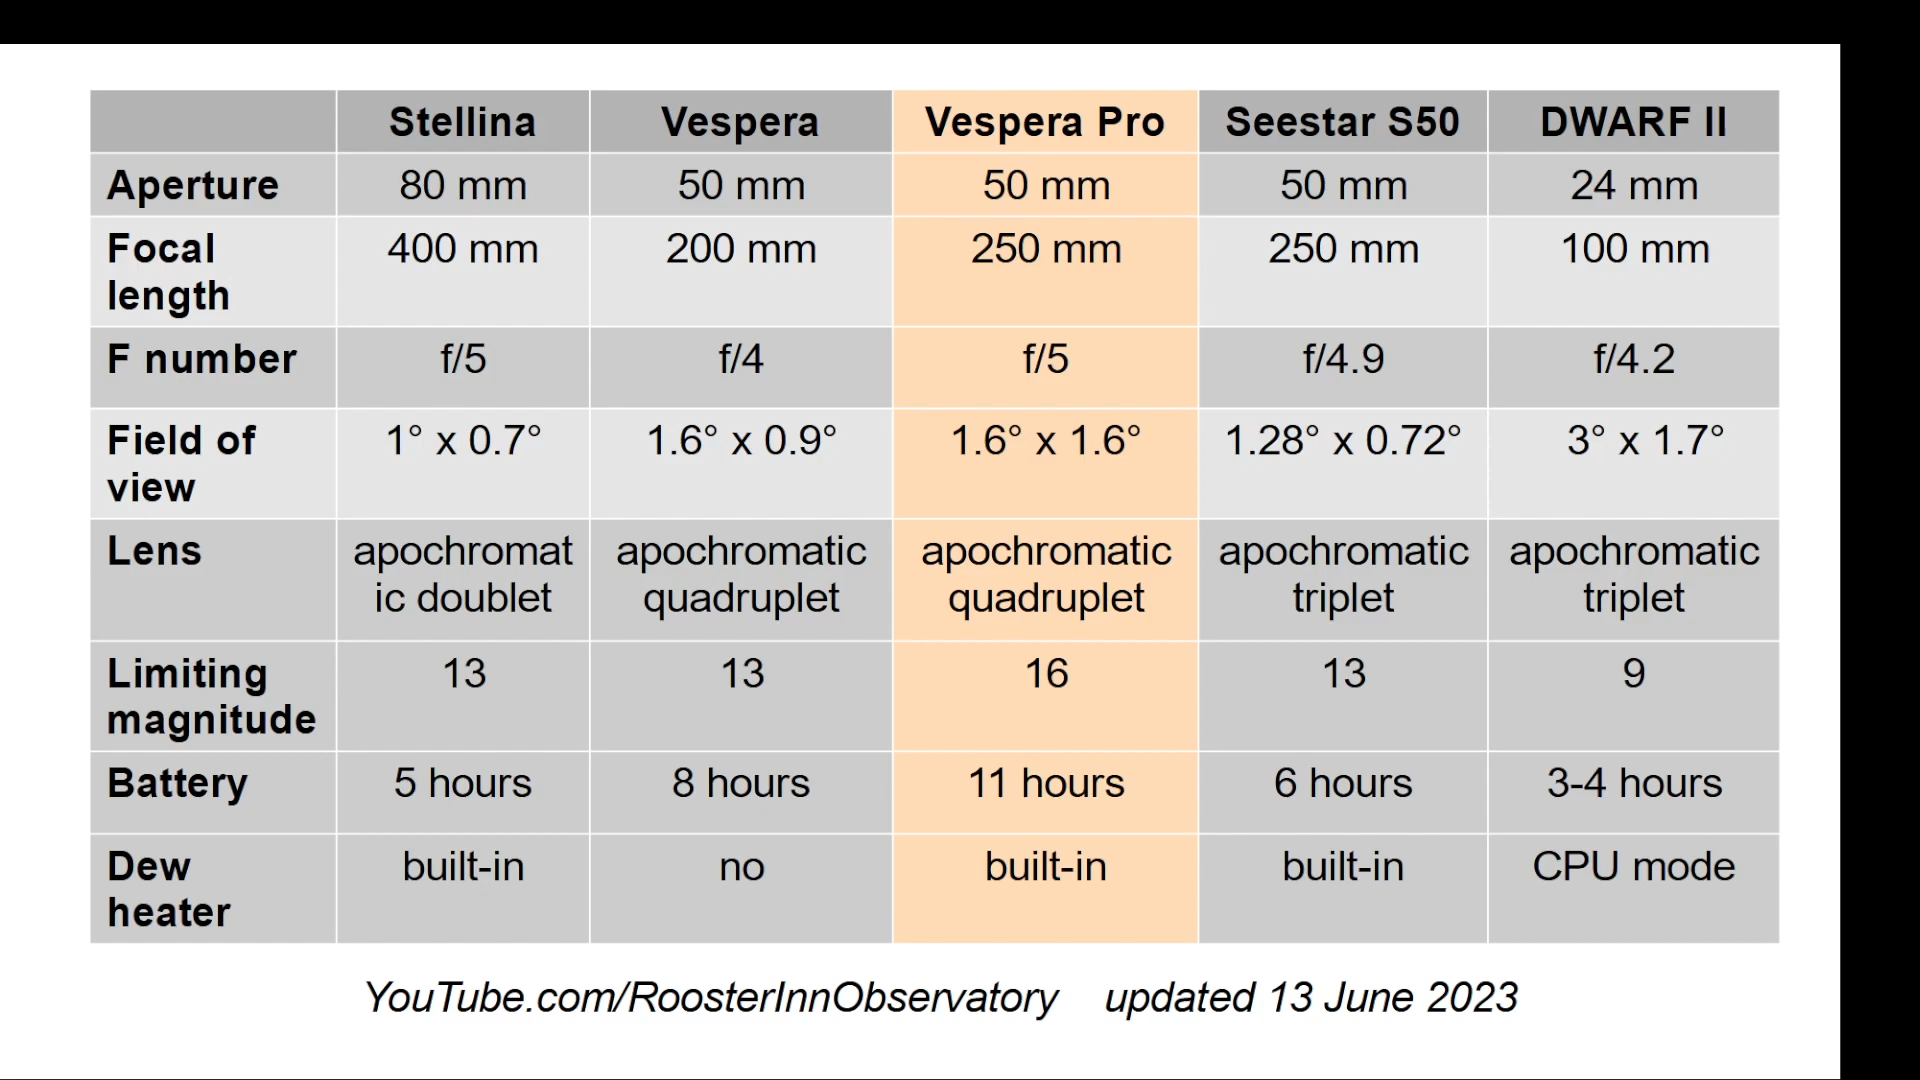 Stellina Vespera Vespera Pro Seestar S50 DWARF II
Aperture 80 mm 50 mm 50 mm 50 mm 24 mm
Focal length 400 mm 200 mm 250 mm 250 mm 100 mm
F number f/5 f/4 f/5 f/4.9 f/4.2
Field of view 1° x 0.7° 1.6° x 0.9° 1.6° x 1.6° 1.28° x 0.72° 3° x 1.7°
Lens apochromat apochromatic apochromatic apochromatic apochromatic
ic doublet quadruplet quadruplet triplet triplet
Limiting magnitude 13 13 16 13 9
Battery 5 hours 8 hours 11 hours 6 hours 3-4 hours
Dew heater built-in no built-in built-in CPU mode
YouTube.com/RoosterInnObservatory updated 13 June 2023